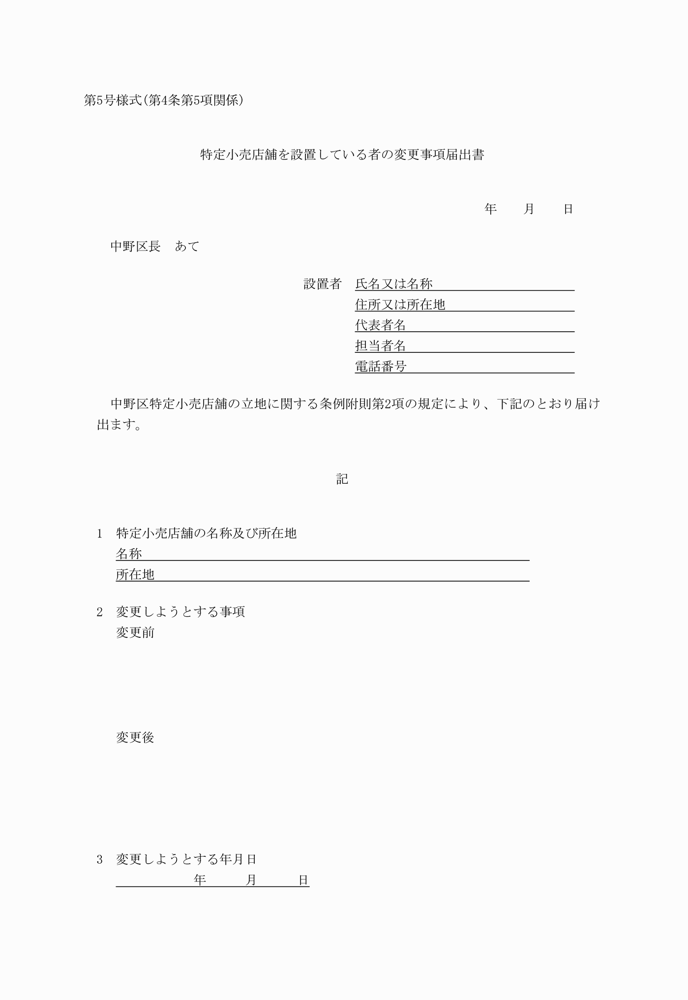 第5号様式(第4条第5項関係)
特定小売店舗を設置している者の変更事項届出書
年　　月　　日
中野区長　あて
設置者　氏名又は名称
住所又は所在地
代表者名
担当者名
電話番号
中野区特定小売店舗の立地に関する条例附則第2項の規定により、下記のとおり届け
出ます。
記
1　特定小売店舗の名称及び所在地
名称
所在地
2　変更しようとする事項
変更前
変更後
3　変更しようとする年月日
年　　　月　　　日